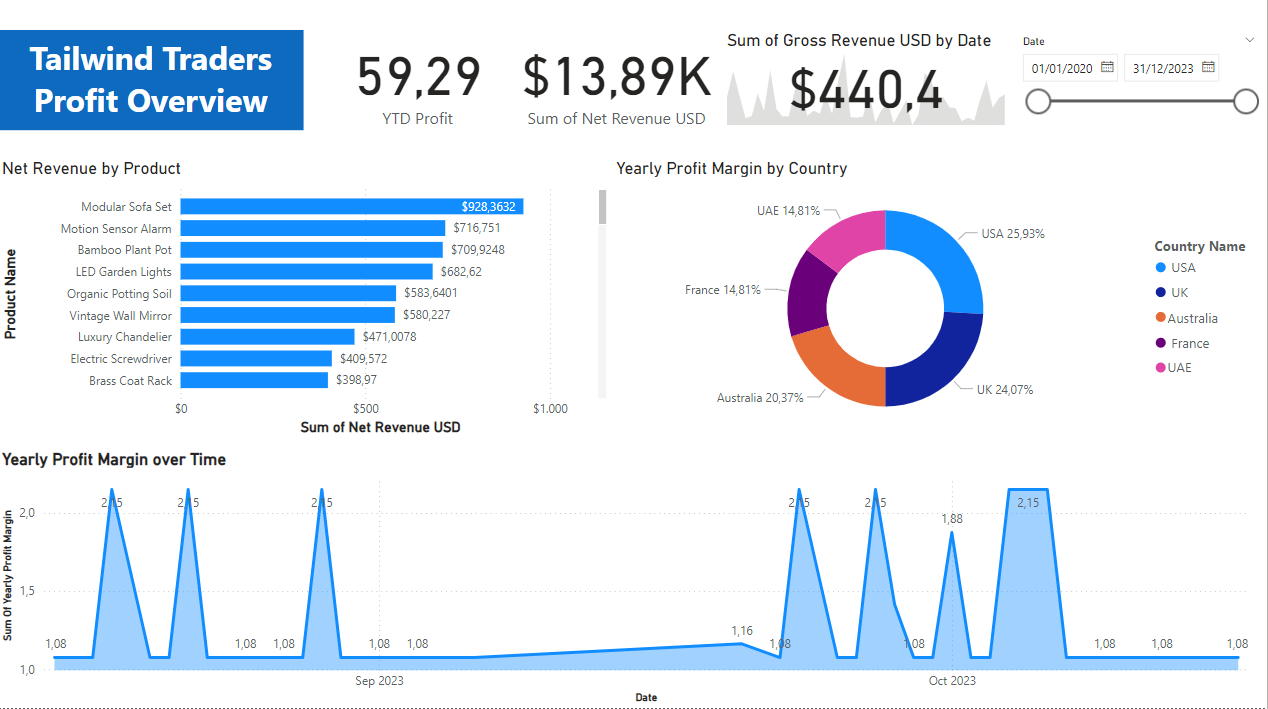 Tailwind Traders
Profit Overview
59,29
YTD Profit
$13,89K
Sum of Net Revenue USD
Sum of Gross Revenue USD by Date
$440,4
Date
01/01/2020
31/12/2023
Net Revenue by Product
Product Name
Modular Sofa Set $928,3632
Motion Sensor Alarm $716,751
Bamboo Plant Pot $709,9248
LED Garden Lights $682,62
Organic Potting Soil $583,6401
Vintage Wall Mirror $580,227
Luxury Chandelier $471,0078
Electric Screwdriver $409,572
Brass Coat Rack $398,97
$0 $500 $1.000
Sum of Net Revenue USD
Yearly Profit Margin by Country
UAE 14,81%
USA 25,93%
France 14,81%
Australia 20,37%
UK 24,07%
Country Name
USA
UK
Australia
France
UAE
Yearly Profit Margin over Time
Sum Of Yearly Profit Margin
2,0
1,5
1,0
2,15 2,15 2,15 2,15 2,15 2,15
1,88
1,16
1,08 1,08 1,08 1,08 1,08 1,08 1,08 1,08 1,08 1,08
Sep 2023 Oct 2023
Date